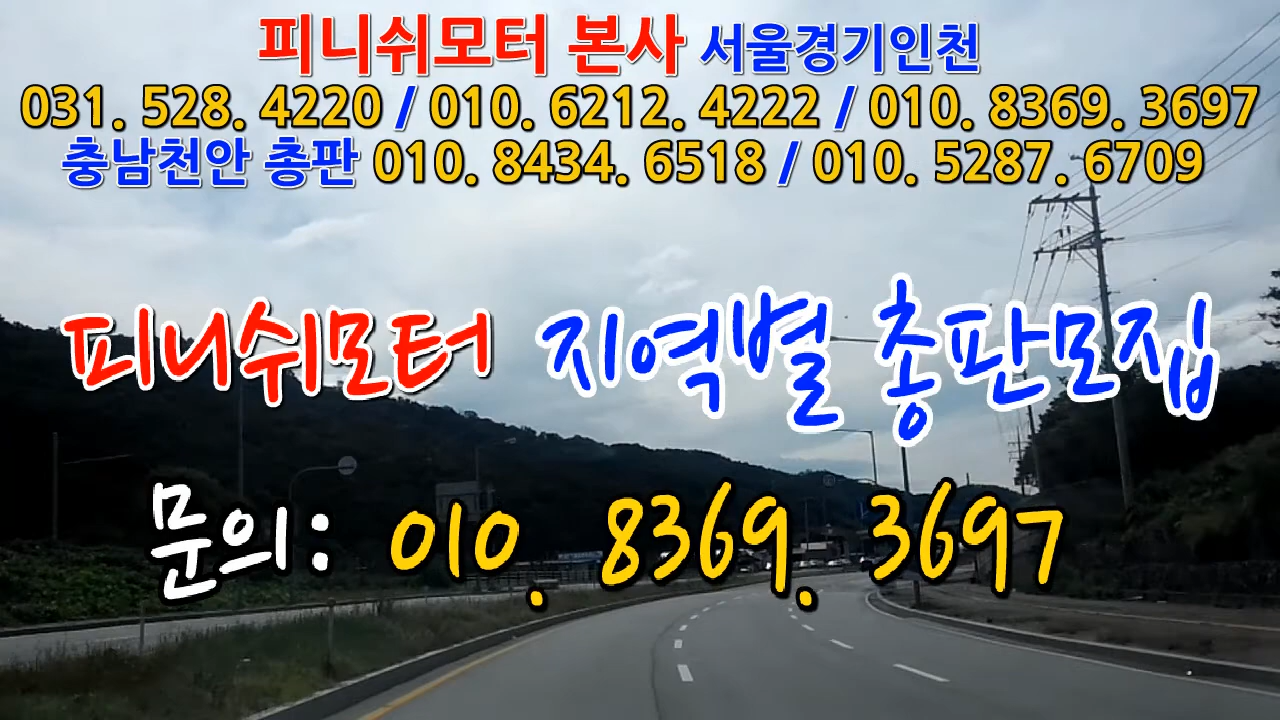 피니쉬모터 본사 서울경기인천
031. 528. 4220 / 010. 6212. 4222 / 010. 8369. 3697
충남천안 총판 010. 8434. 6518 / 010. 5287. 6709
피니쉬모터 지역별 총판모집
문의: 010. 8369. 3697